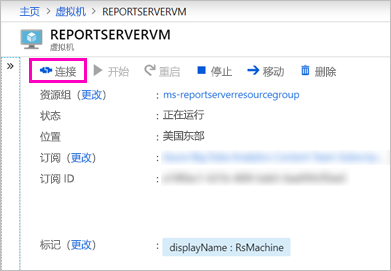 主页 > 虚拟机 > REPORTSERVERVM
REPORTSERVERVM
虚拟机
» 连接 开始 重启 停止 移动 删除
资源组（更改） : ms-reportserverresourcegroup
状态 : 正在运行
位置 : 美国东部
订阅（更改） :
订阅 ID :
标记（更改） : displayName : RsMachine